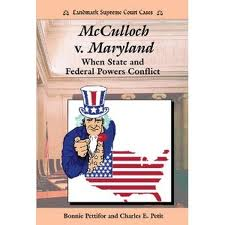 Landmark Supreme Court Cases
McCulloch
v. Maryland
When State and
Federal Powers Conflict
Bonnie Pettifor and Charles E. Petit